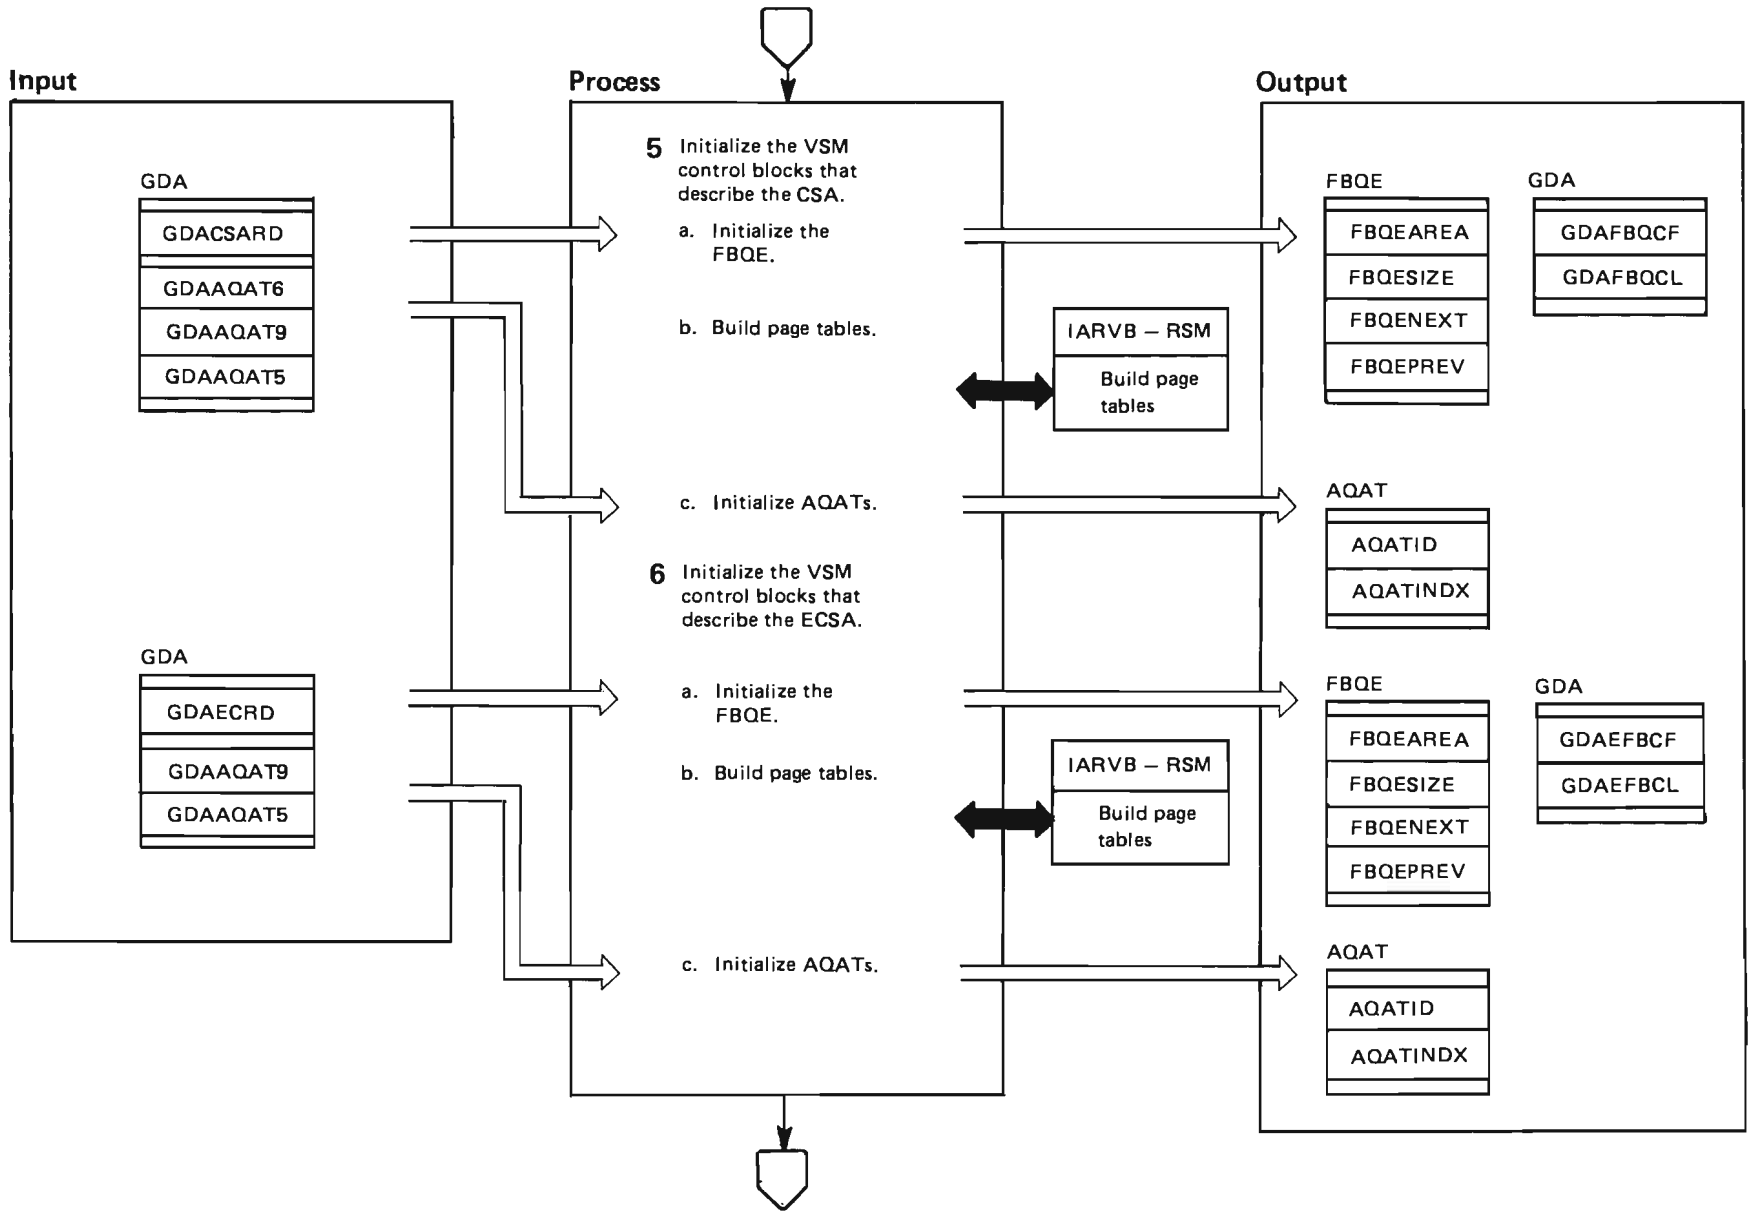 Input
GDA
GDACSARD
GDAAQAT6
GDAAQAT9
GDAAQAT5
GDA
GDAECRD
GDAAQAT9
GDAAQAT5
Process
5 Initialize the VSM
control blocks that
describe the CSA.
a. Initialize the
FBQE.
b. Build page tables.
IARVB – RSM
Build page
tables
c. Initialize AQATs.
6 Initialize the VSM
control blocks that
describe the ECSA.
a. Initialize the
FBQE.
b. Build page tables.
IARVB – RSM
Build page
tables
c. Initialize AQATs.
Output
FBQE
FBQEAREA
FBQESIZE
FBQENEXT
FBQEPREV
GDA
GDAFBQCF
GDAFBQCL
AQAT
AQATID
AQATINDX
FBQE
FBQEAREA
FBQESIZE
FBQENEXT
FBQEPREV
GDA
GDAEFBCF
GDAEFBCL
AQAT
AQATID
AQATINDX